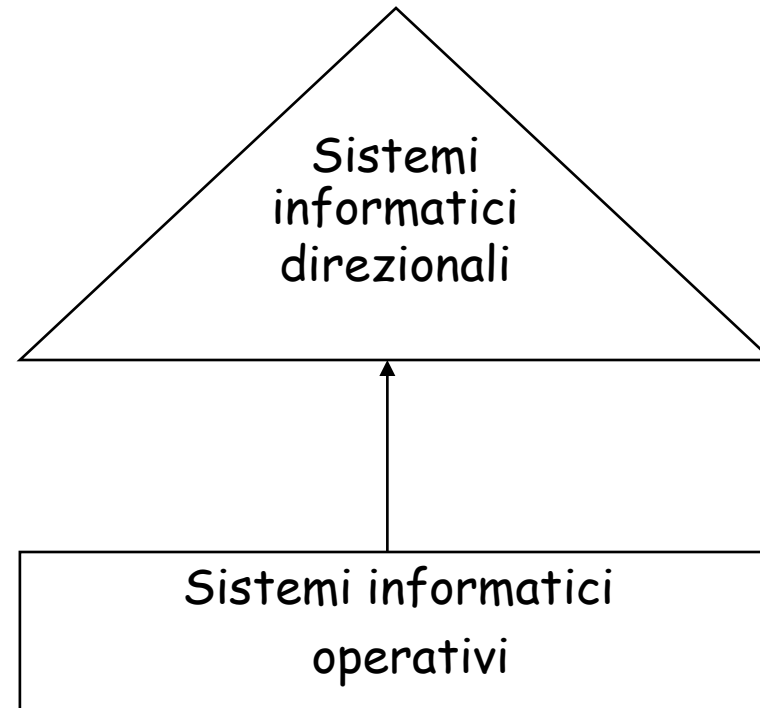 Sistemi
informatici
direzionali
Sistemi informatici
operativi